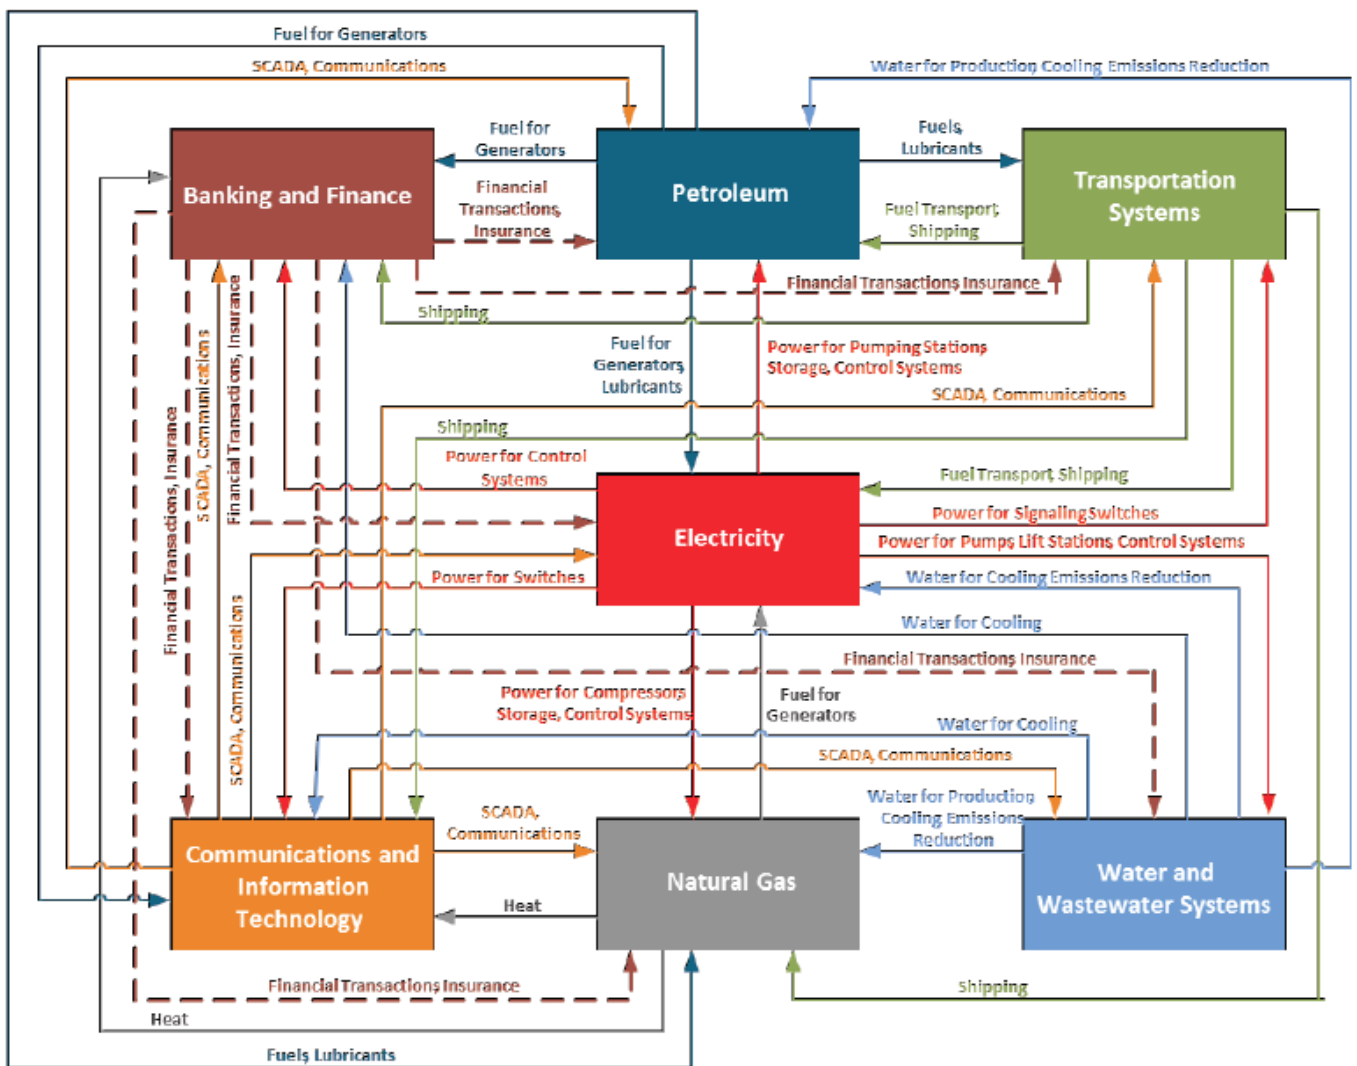 Fuel for Generators
SCADA, Communications
Water for Production, Cooling, Emissions Reduction
Fuel for
Generators
Fuels,
Lubricants
Banking and Finance
Petroleum
Transportation
Systems
Financial
Transactions,
Insurance
Fuel Transport,
Shipping
Financial Transactions, Insurance
Shipping
Fuel for
Generators,
Lubricants
Power for Pumping Stations,
Storage, Control Systems
SCADA, Communications
Shipping
Financial Transactions, Insurance
SCADA, Communications
Financial Transactions, Insurance
Power for Control
Systems
Fuel Transport, Shipping
Electricity
Power for Signaling Switches
Power for Pumps, Lift Stations, Control Systems
Power for Switches
Water for Cooling, Emissions Reduction
Water for Cooling
SCADA, Communications
Financial Transactions, Insurance
Power for Compressors,
Storage, Control Systems
Fuel for
Generators
Water for Cooling
SCADA, Communications
SCADA,
Communications
Water for Production,
Cooling, Emissions
Reduction
Communications and
Information
Technology
Natural Gas
Water and
Wastewater Systems
Heat
Financial Transactions, Insurance
Shipping
Heat
Fuels, Lubricants